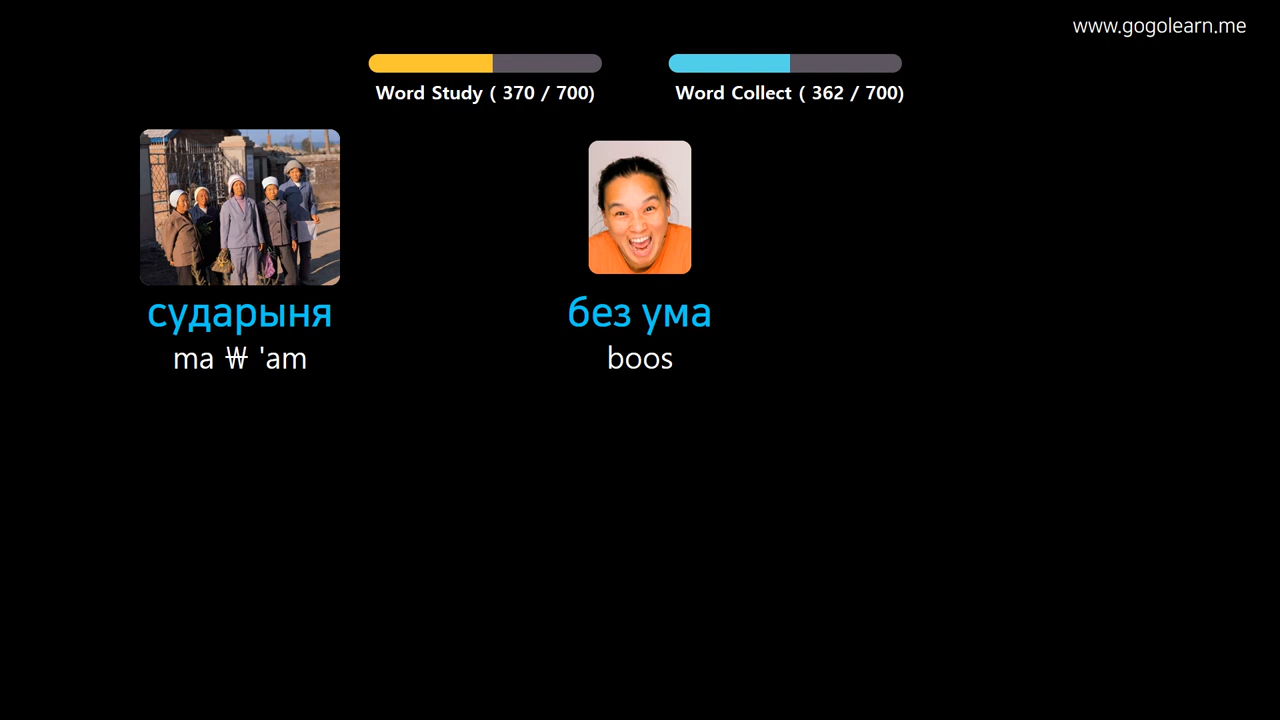 www.gogolearn.me
Word Study ( 370 / 700)
Word Collect ( 362 / 700)
сударыня
ma ₩ 'am
без ума
boos